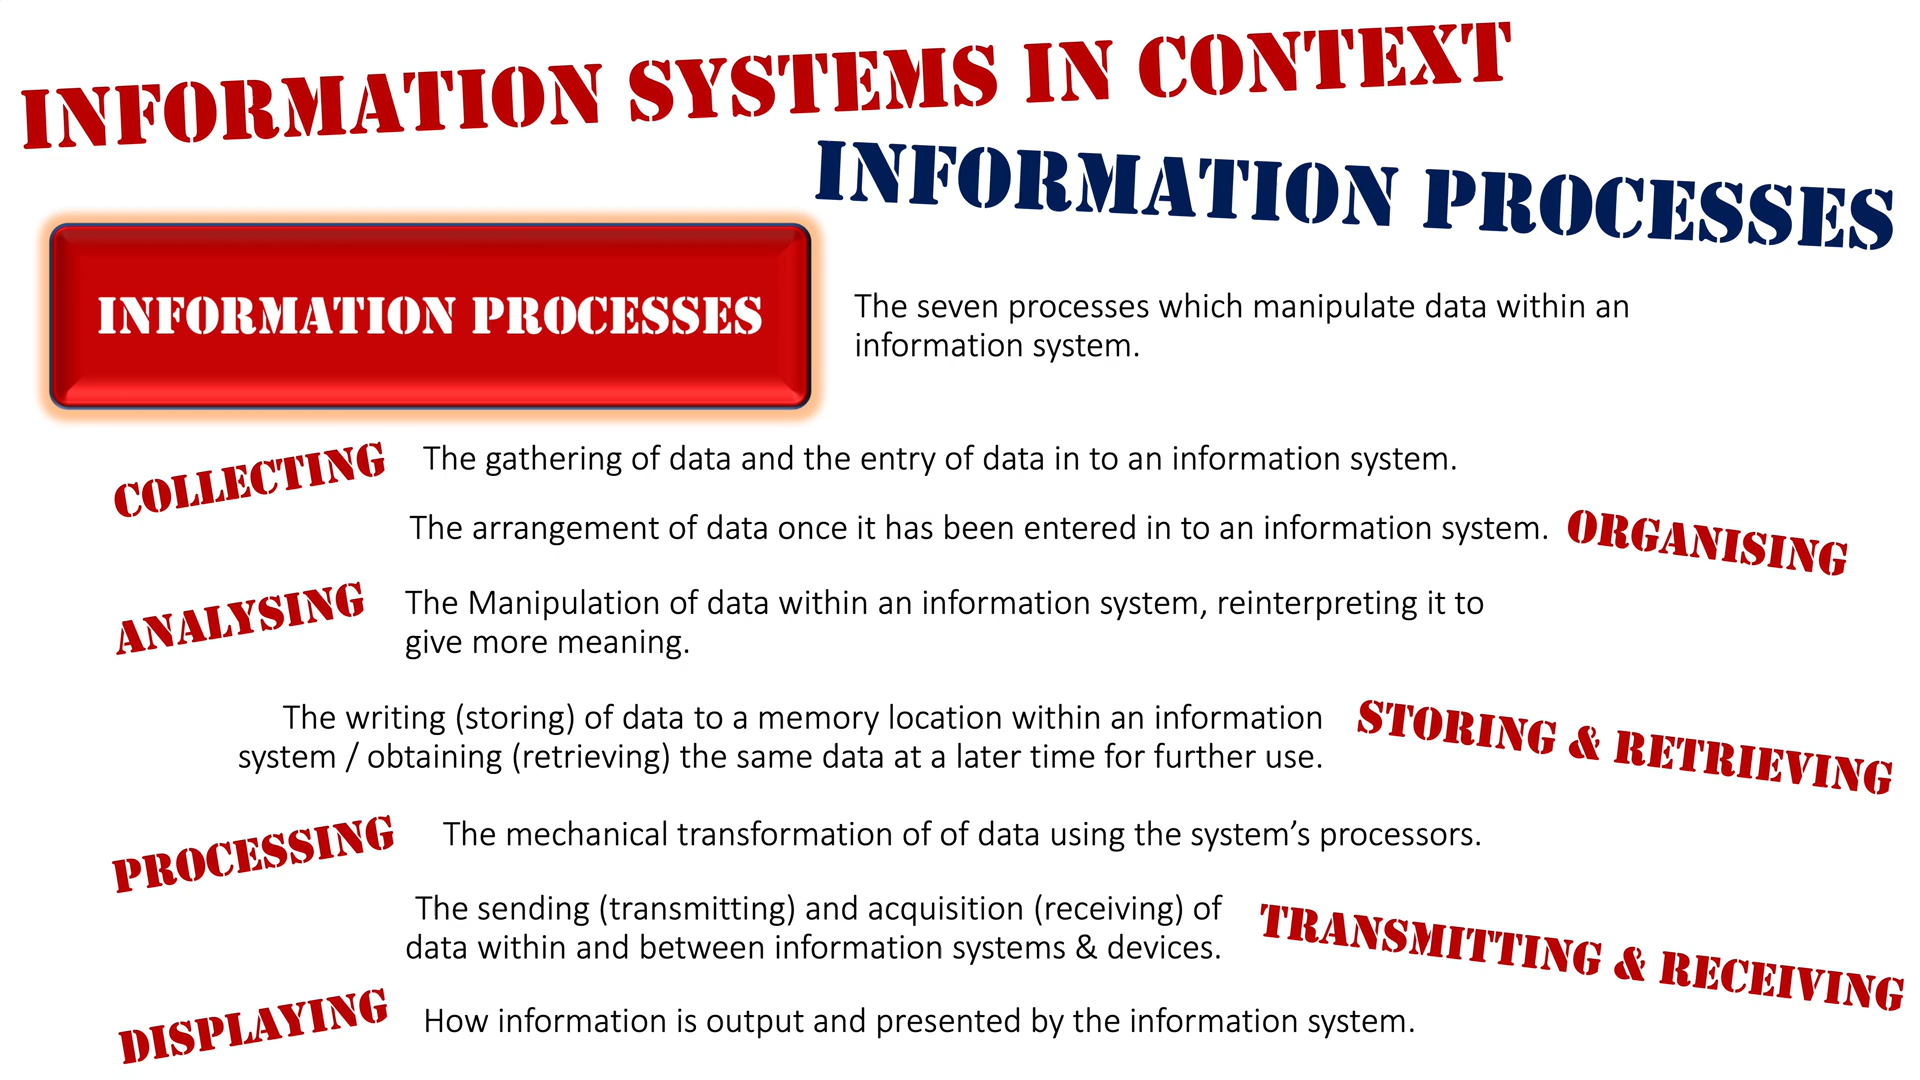 INFORMATION SYSTEMS IN CONTEXT
INFORMATION PROCESSES
INFORMATION PROCESSES
The seven processes which manipulate data within an
information system.
COLLECTING
The gathering of data and the entry of data in to an information system.
The arrangement of data once it has been entered in to an information system.
ORGANISING
ANALYSING
The Manipulation of data within an information system, reinterpreting it to
give more meaning.
The writing (storing) of data to a memory location within an information
system / obtaining (retrieving) the same data at a later time for further use.
STORING & RETRIEVING
PROCESSING
The mechanical transformation of of data using the system’s processors.
The sending (transmitting) and acquisition (receiving) of
data within and between information systems & devices.
TRANSMITTING & RECEIVING
DISPLAYING
How information is output and presented by the information system.